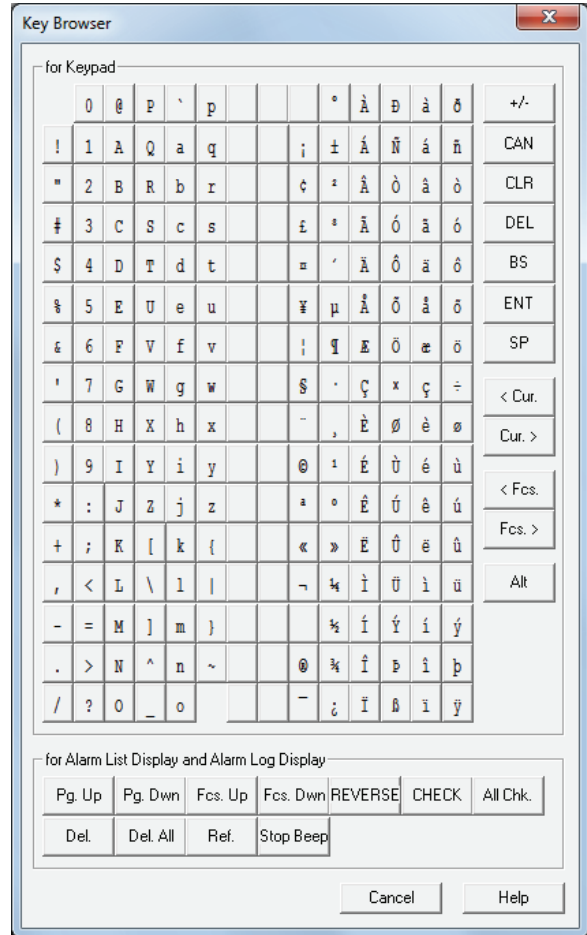 Key Browser
for Keypad
0 @ P ` p ° À Ð à ð +/-
! 1 A Q a q ¡ ± Á Ñ á ñ CAN
" 2 B R b r ¢ ² Â Ò â ò CLR
# 3 C S c s £ ³ Ã Ó ã ó DEL
$ 4 D T d t ¤ ´ Ä Ô ä ô BS
% 5 E U e u ¥ µ Å Õ å õ ENT
& 6 F V f v ¦ ¶ Æ Ö æ ö SP
' 7 G W g w § · Ç × ç ÷
< Cur.
( 8 H X h x ¨ ¸ È Ø è ø
Cur. >
) 9 I Y i y © ¹ É Ù é ù
< Fcs.
* : J Z j z ª º Ê Ú ê ú
Fcs. >
+ ; K [ k { « » Ë Û ë û
, < L \ l | ¬ ¼ Ì Ü ì ü Alt
- = M ] m } ½ Í Ý í ý
. > N ^ n ~ ® ¾ Î Þ î þ
/ ? O _ o ¯ ¿ Ï ß ï ÿ
for Alarm List Display and Alarm Log Display
Pg. Up Pg. Dwn Fcs. Up Fcs. Dwn REVERSE CHECK All Chk.
Del. Del. All Ref. Stop Beep
Cancel Help